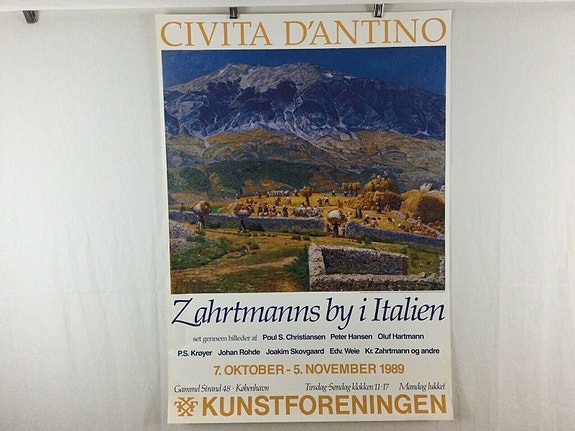 CIVITA D'ANTINO
Zahrtmanns by i Italien
set gennem billeder af Poul S. Christiansen Peter Hansen Oluf Hartmann
P.S. Krøyer Johan Rohde Joakim Skovgaard Edv. Weie Kr. Zahrtmann og andre
7. OKTOBER - 5. NOVEMBER 1989
Gammel Strand 48 · København Tirsdag-Søndag klokken 11-17 Mandag lukket
KUNSTFORENINGEN